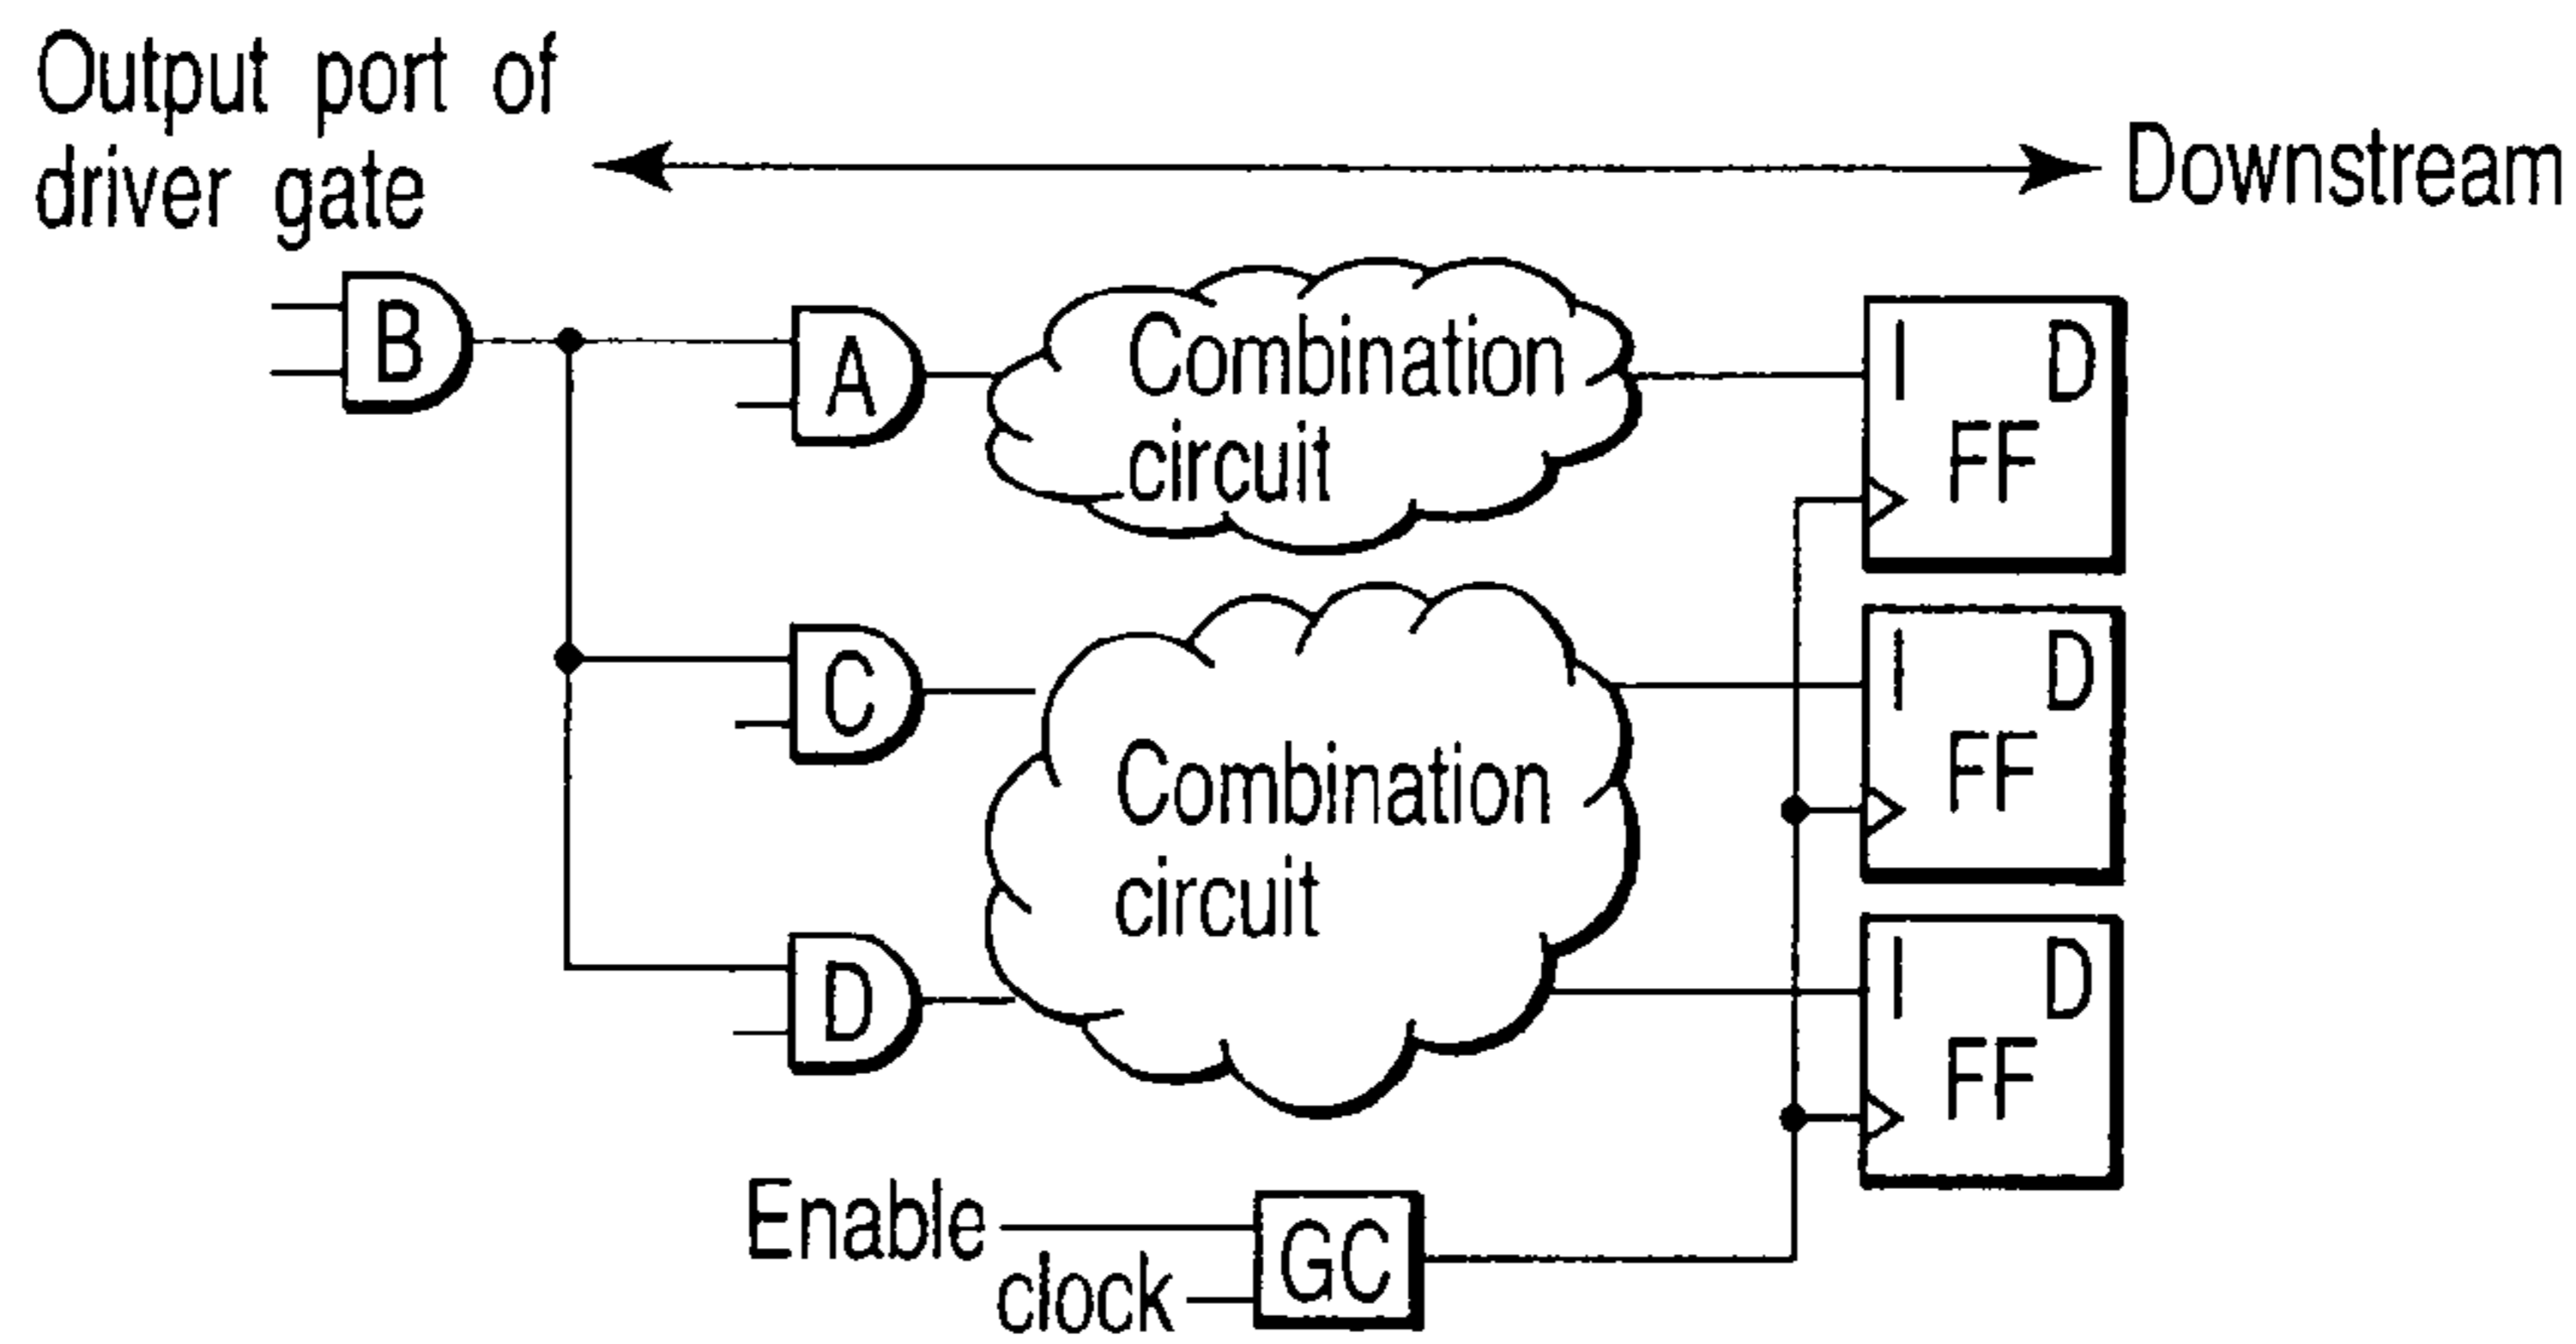 Output port of
driver gate
Downstream
B
A
Combination
circuit
I D
FF
C
I D
FF
Combination
circuit
D
I D
FF
Enable
clock
GC